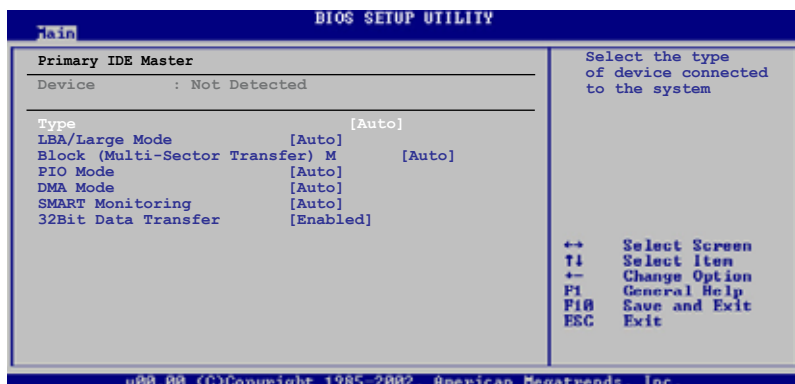 BIOS SETUP UTILITY
Main
Primary IDE Master
Device : Not Detected
Type [Auto]
LBA/Large Mode [Auto]
Block (Multi-Sector Transfer) M [Auto]
PIO Mode [Auto]
DMA Mode [Auto]
SMART Monitoring [Auto]
32Bit Data Transfer [Enabled]
Select the type
of device connected
to the system
←→ Select Screen
↑↓ Select Item
+- Change Option
F1 General Help
F10 Save and Exit
ESC Exit
v00.00 (C)Copyright 1985-2002, American Megatrends, Inc.